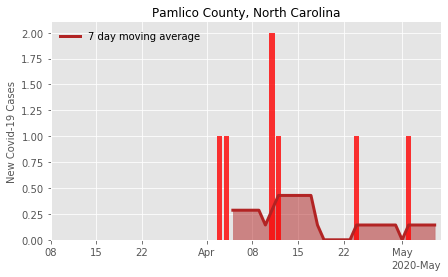 Pamlico County, North Carolina
7 day moving average
New Covid-19 Cases
2.00
1.75
1.50
1.25
1.00
0.75
0.50
0.25
0.00
08 15 22 Apr 08 15 22 May
2020-May